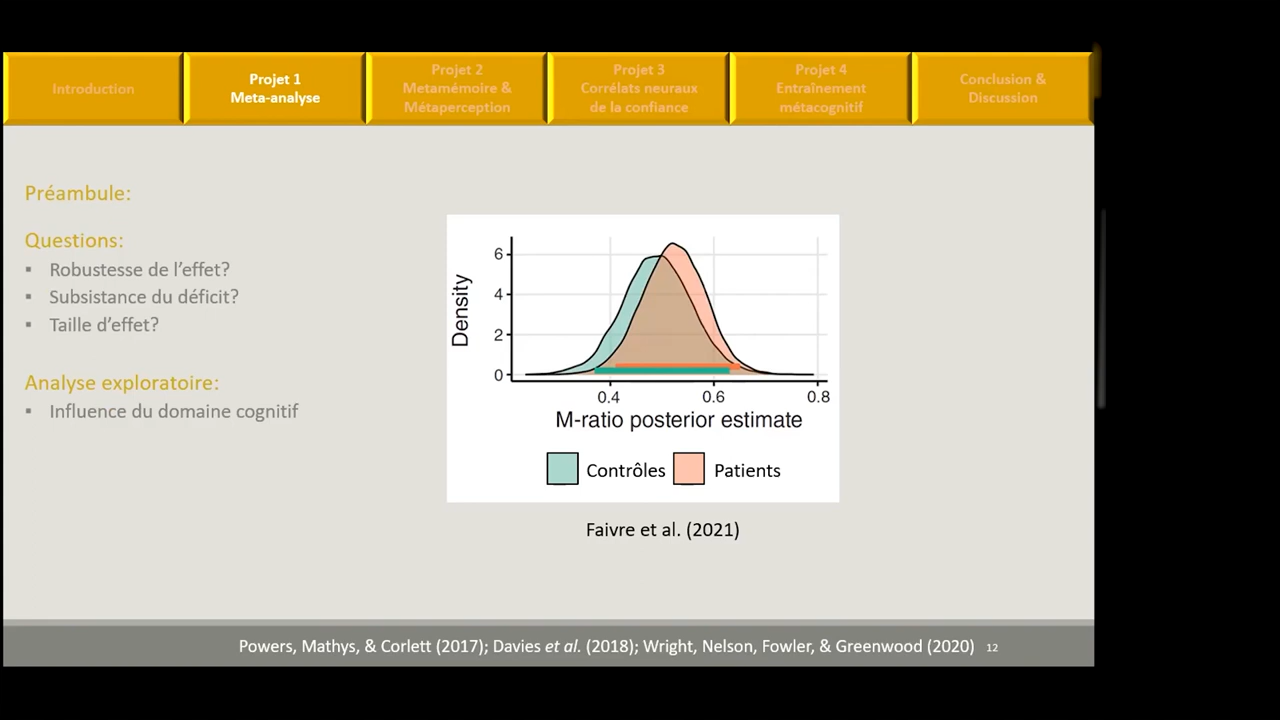 Introduction
Projet 1
Meta-analyse
Projet 2
Metamémoire &
Métaperception
Projet 3
Corrélats neuraux
de la confiance
Projet 4
Entraînement
métacognitif
Conclusion &
Discussion
Préambule:
Questions:
▪ Robustesse de l’effet?
▪ Subsistance du déficit?
▪ Taille d’effet?
Analyse exploratoire:
▪ Influence du domaine cognitif
Density
6
4
2
0
0.4 0.6 0.8
M-ratio posterior estimate
Contrôles Patients
Faivre et al. (2021)
Powers, Mathys, & Corlett (2017); Davies et al. (2018); Wright, Nelson, Fowler, & Greenwood (2020) 12